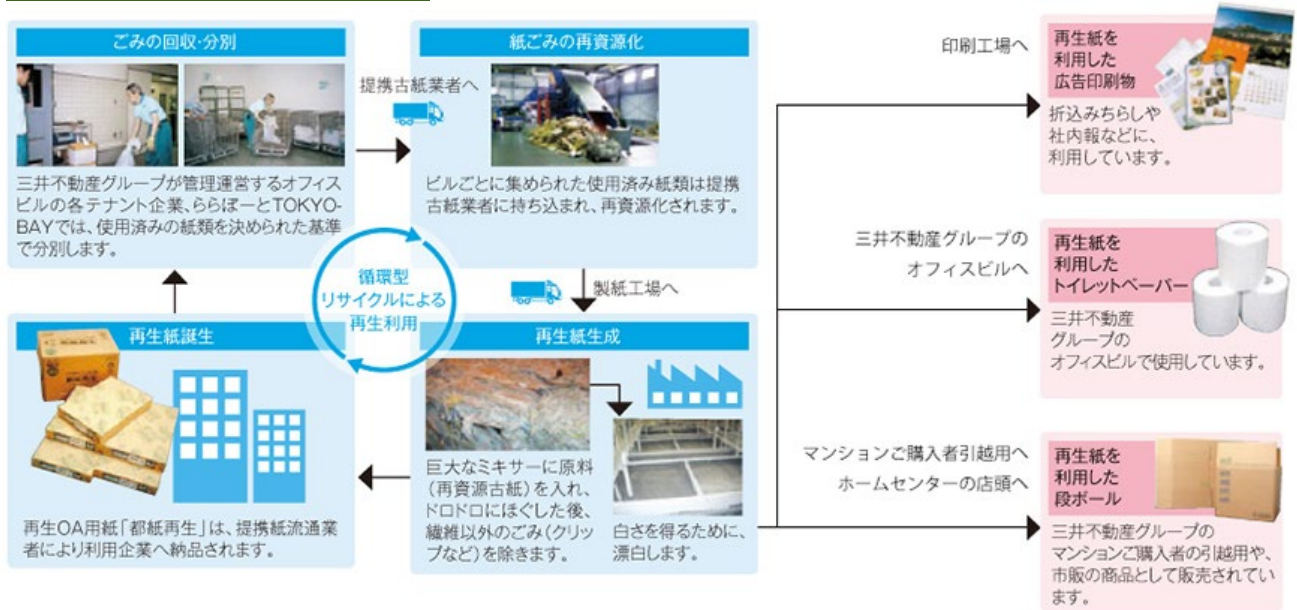 ごみの回収・分別
三井不動産グループが管理運営するオフィス
ビルの各テナント企業、ららぽーとTOKYO-
BAYでは、使用済みの紙類を決められた基準
で分別します。
提携古紙業者へ
紙ごみの再資源化
ビルごとに集められた使用済み紙類は提携
古紙業者に持ち込まれ、再資源化されます。
循環型
リサイクルによる
再生利用
製紙工場へ
再生紙誕生
再生OA用紙「都紙再生」は、提携紙流通業
者により利用企業へ納品されます。
再生紙生成
巨大なミキサーに原料
(再資源古紙)を入れ、
ドロドロにほぐした後、
繊維以外のごみ(クリッ
プなど)を除きます。
白さを得るために、
漂白します。
印刷工場へ
再生紙を
利用した
広告印刷物
折込みちらしや
社内報などに、
利用しています。
三井不動産グループの
オフィスビルへ
再生紙を
利用した
トイレットペーパー
三井不動産
グループの
オフィスビルで使用しています。
マンションご購入者引越用へ
ホームセンターの店頭へ
再生紙を
利用した
段ボール
三井不動産グループの
マンションご購入者の引越用や、
市販の商品として販売されてい
ます。